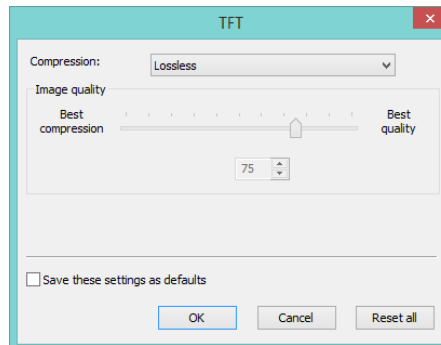 TFT
Compression: Lossless
Image quality
Best compression
Best quality
75
Save these settings as defaults
OK Cancel Reset all